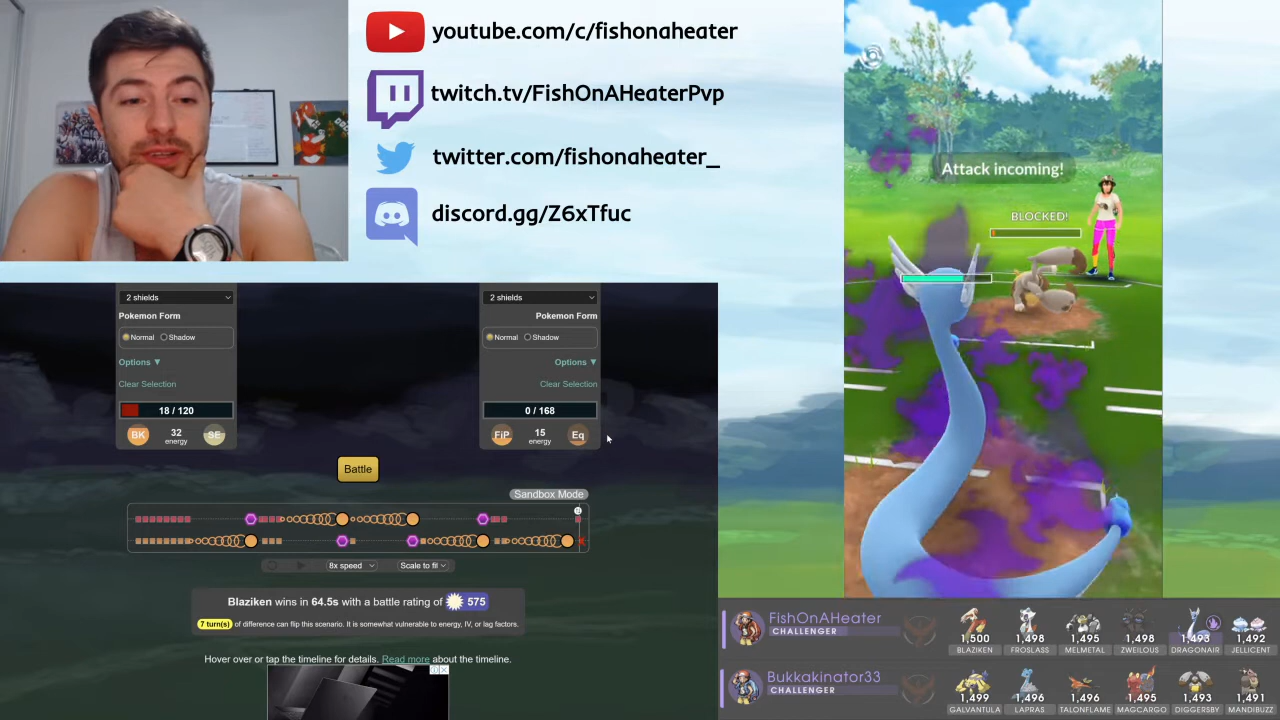 youtube.com/c/fishonaheater
twitch.tv/FishOnAHeaterPvp
twitter.com/fishonaheater_
discord.gg/Z6xTfuc
Attack incoming!
BLOCKED!
2 shields
2 shields
Pokemon Form
Pokemon Form
Normal Shadow
Normal Shadow
Options ▼
Options ▼
Clear Selection
Clear Selection
18 / 120
0 / 168
BK 32 energy SE
FiP 15 energy Eq
Battle
Sandbox Mode
8x speed
Scale to fit
Blaziken wins in 64.5s with a battle rating of 575
7 turn(s) of difference can flip this scenario. It is somewhat vulnerable to energy, IV, or lag factors.
Hover over or tap the timeline for details. Read more about the timeline.
FishOnAHeater
CHALLENGER
1,500 1,498 1,495 1,498 1,493 1,492
BLAZIKEN FROSLASS MELMETAL ZWEILOUS DRAGONAIR JELLICENT
Bukkakinator33
CHALLENGER
1,499 1,496 1,496 1,495 1,493 1,491
GALVANTULA LAPRAS TALONFLAME MAGCARGO DIGGERSBY MANDIBUZZ